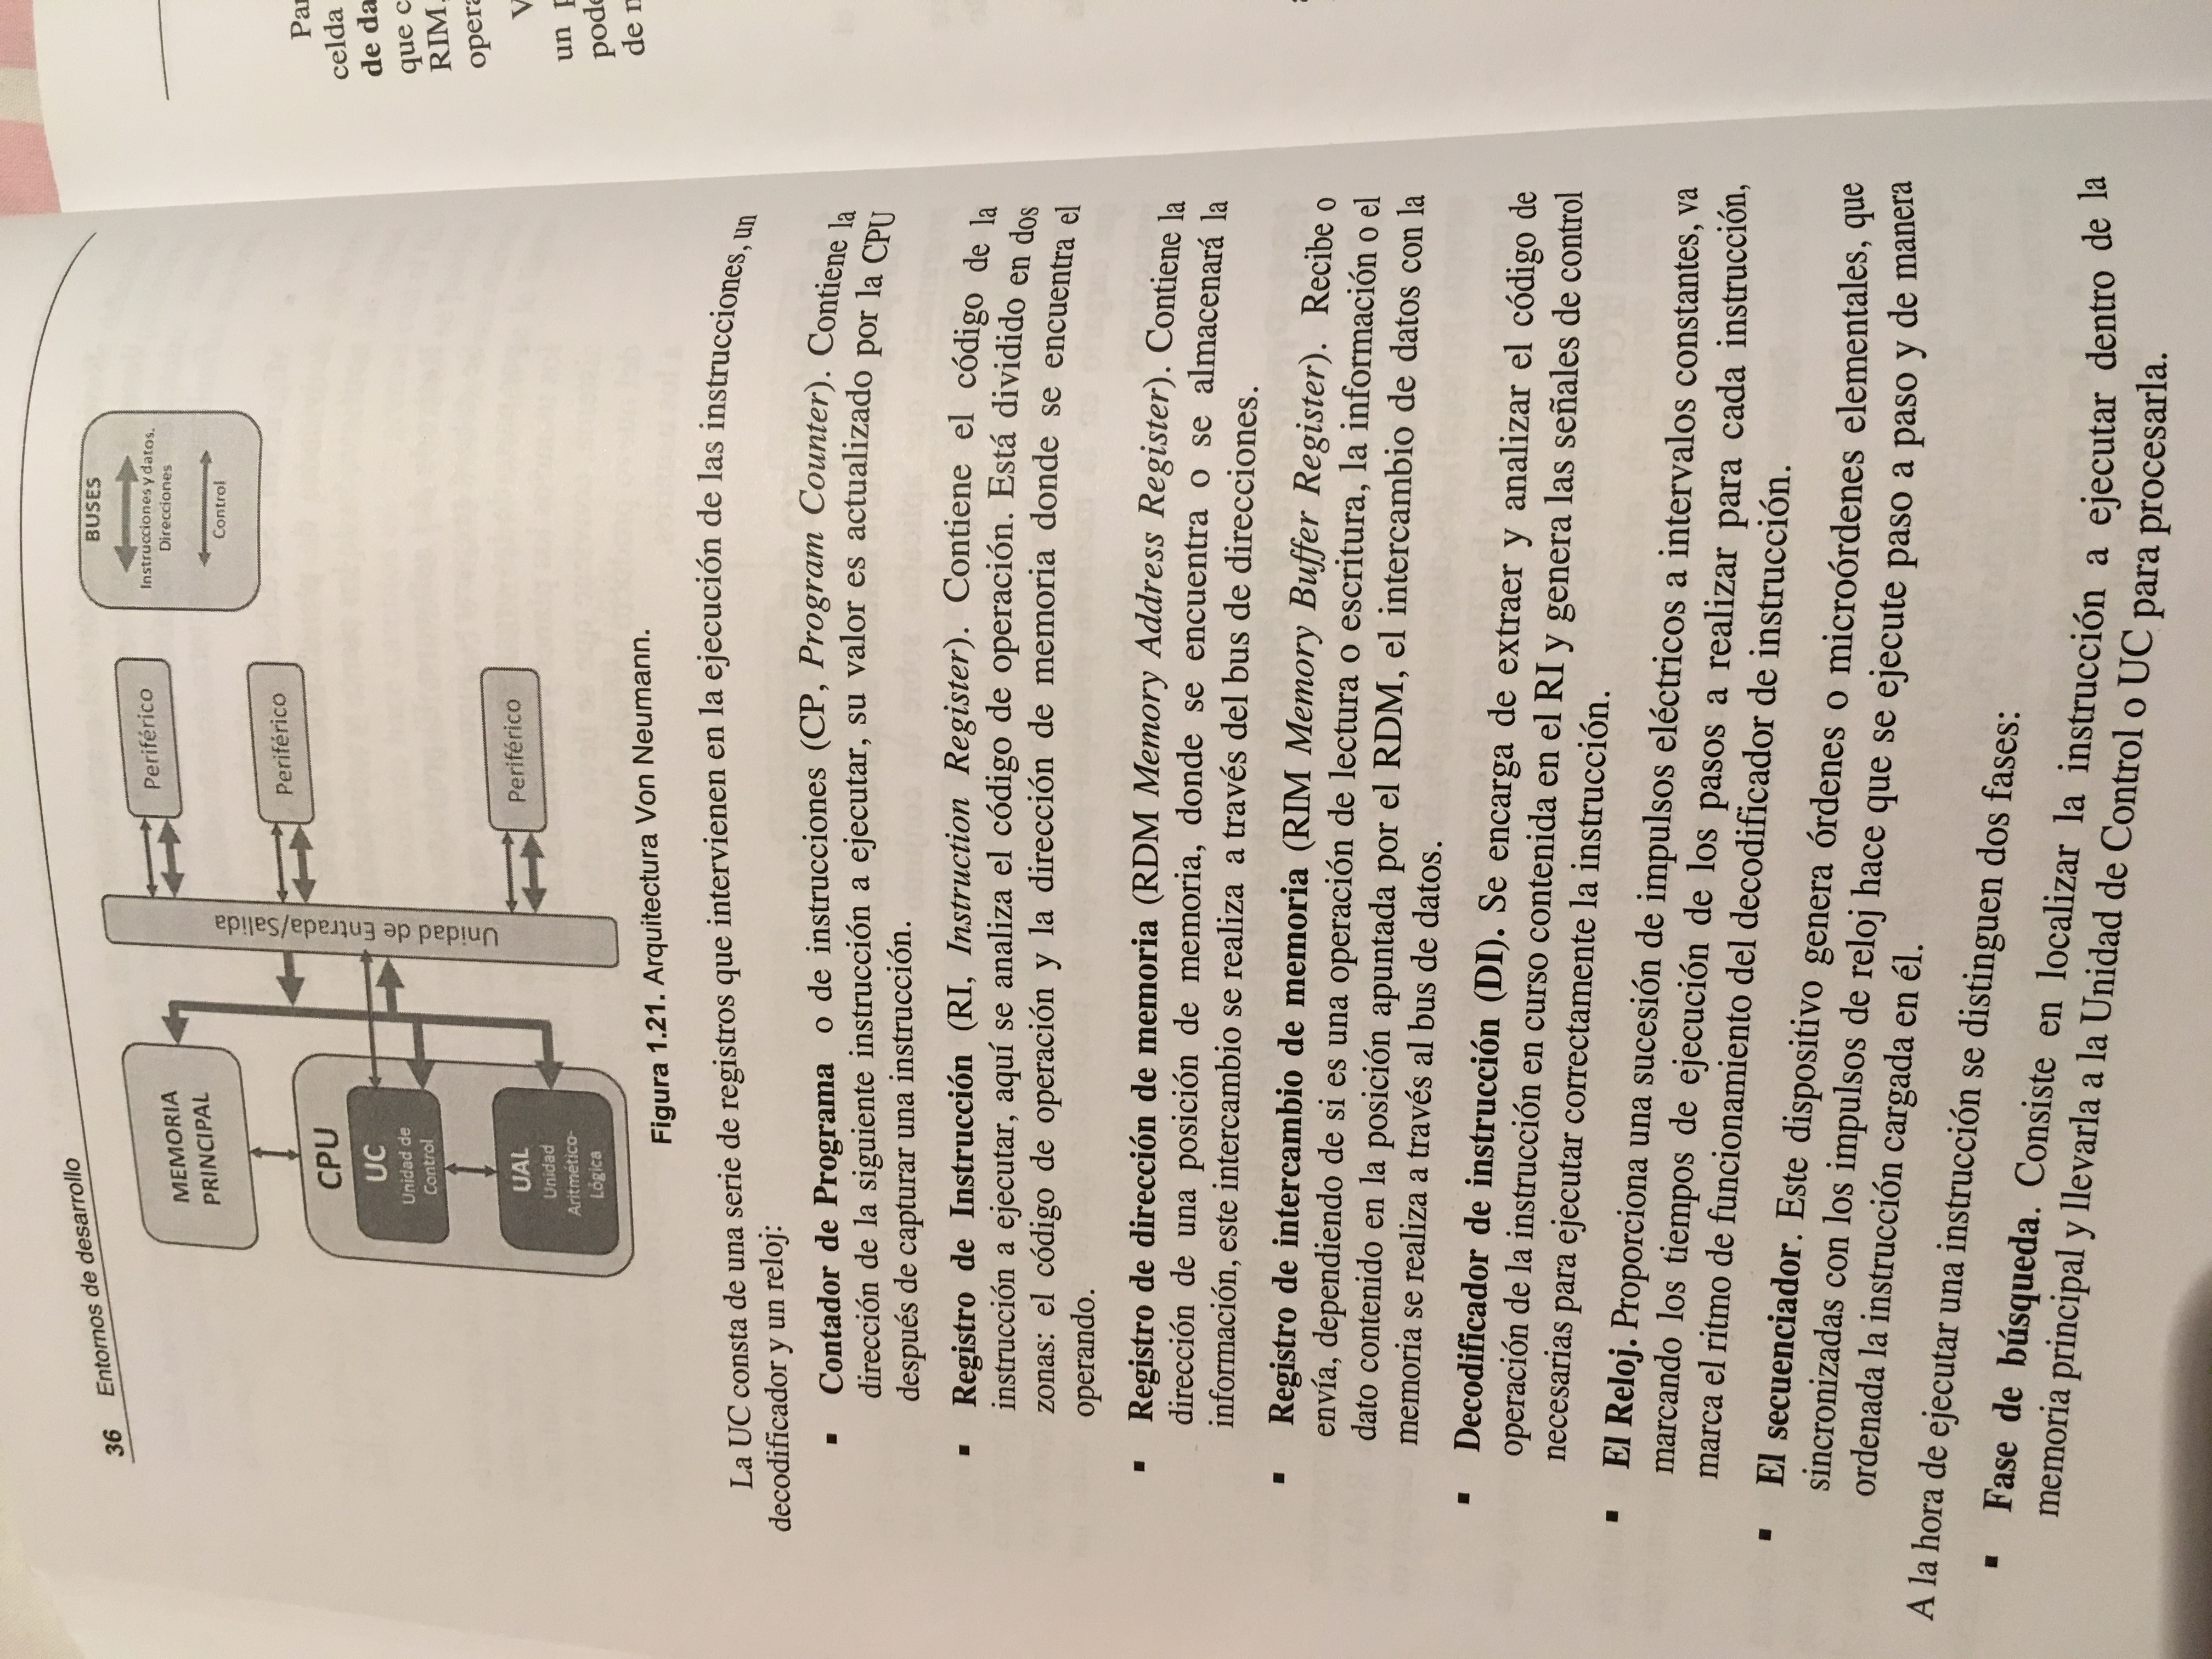 36 Entornos de desarrollo
MEMORIA
PRINCIPAL
CPU
UC
Unidad de
Control
UAL
Unidad
Aritmético-
Lógica
Unidad de Entrada/Salida
Periférico
Periférico
Periférico
BUSES
Instrucciones y datos.
Direcciones
Control
Figura 1.21. Arquitectura Von Neumann.
La UC consta de una serie de registros que intervienen en la ejecución de las instrucciones, un
decodificador y un reloj:
▪ Contador de Programa o de instrucciones (CP, Program Counter). Contiene la
dirección de la siguiente instrucción a ejecutar, su valor es actualizado por la CPU
después de capturar una instrucción.
▪ Registro de Instrucción (RI, Instruction Register). Contiene el código de la
instrucción a ejecutar, aquí se analiza el código de operación. Está dividido en dos
zonas: el código de operación y la dirección de memoria donde se encuentra el
operando.
▪ Registro de dirección de memoria (RDM Memory Address Register). Contiene la
dirección de una posición de memoria, donde se encuentra o se almacenará la
información, este intercambio se realiza a través del bus de direcciones.
▪ Registro de intercambio de memoria (RIM Memory Buffer Register). Recibe o
envía, dependiendo de si es una operación de lectura o escritura, la información o el
dato contenido en la posición apuntada por el RDM, el intercambio de datos con la
memoria se realiza a través al bus de datos.
▪ Decodificador de instrucción (DI). Se encarga de extraer y analizar el código de
operación de la instrucción en curso contenida en el RI y genera las señales de control
necesarias para ejecutar correctamente la instrucción.
▪ El Reloj. Proporciona una sucesión de impulsos eléctricos a intervalos constantes, va
marcando los tiempos de ejecución de los pasos a realizar para cada instrucción,
marca el ritmo de funcionamiento del decodificador de instrucción.
▪ El secuenciador. Este dispositivo genera órdenes o microórdenes elementales, que
sincronizadas con los impulsos de reloj hace que se ejecute paso a paso y de manera
ordenada la instrucción cargada en él.
A la hora de ejecutar una instrucción se distinguen dos fases:
▪ Fase de búsqueda. Consiste en localizar la instrucción a ejecutar dentro de la
memoria principal y llevarla a la Unidad de Control o UC para procesarla.
celda
que
RIM,
un
de